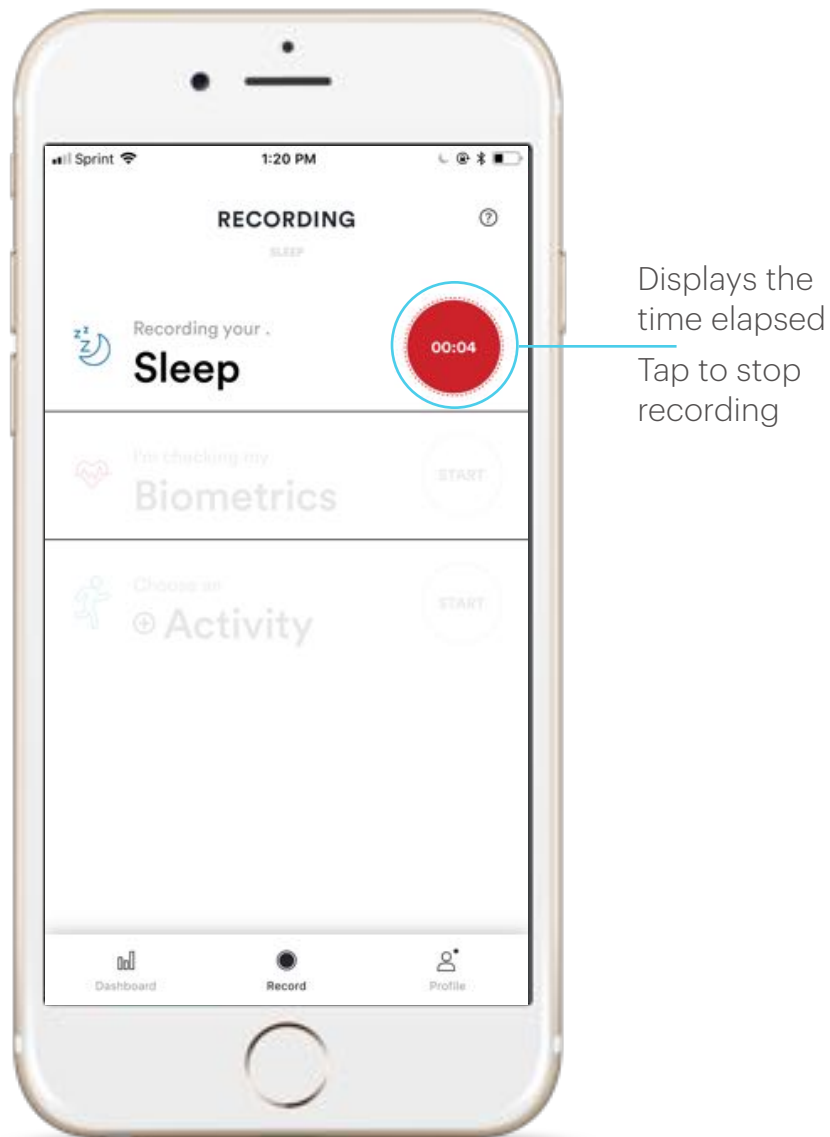 Sprint 1:20 PM
RECORDING
SLEEP
Recording your .
Sleep
00:04
Displays the
time elapsed
Tap to stop
recording
I'm checking my
Biometrics
START
Choose an
Activity
START
Dashboard Record Profile